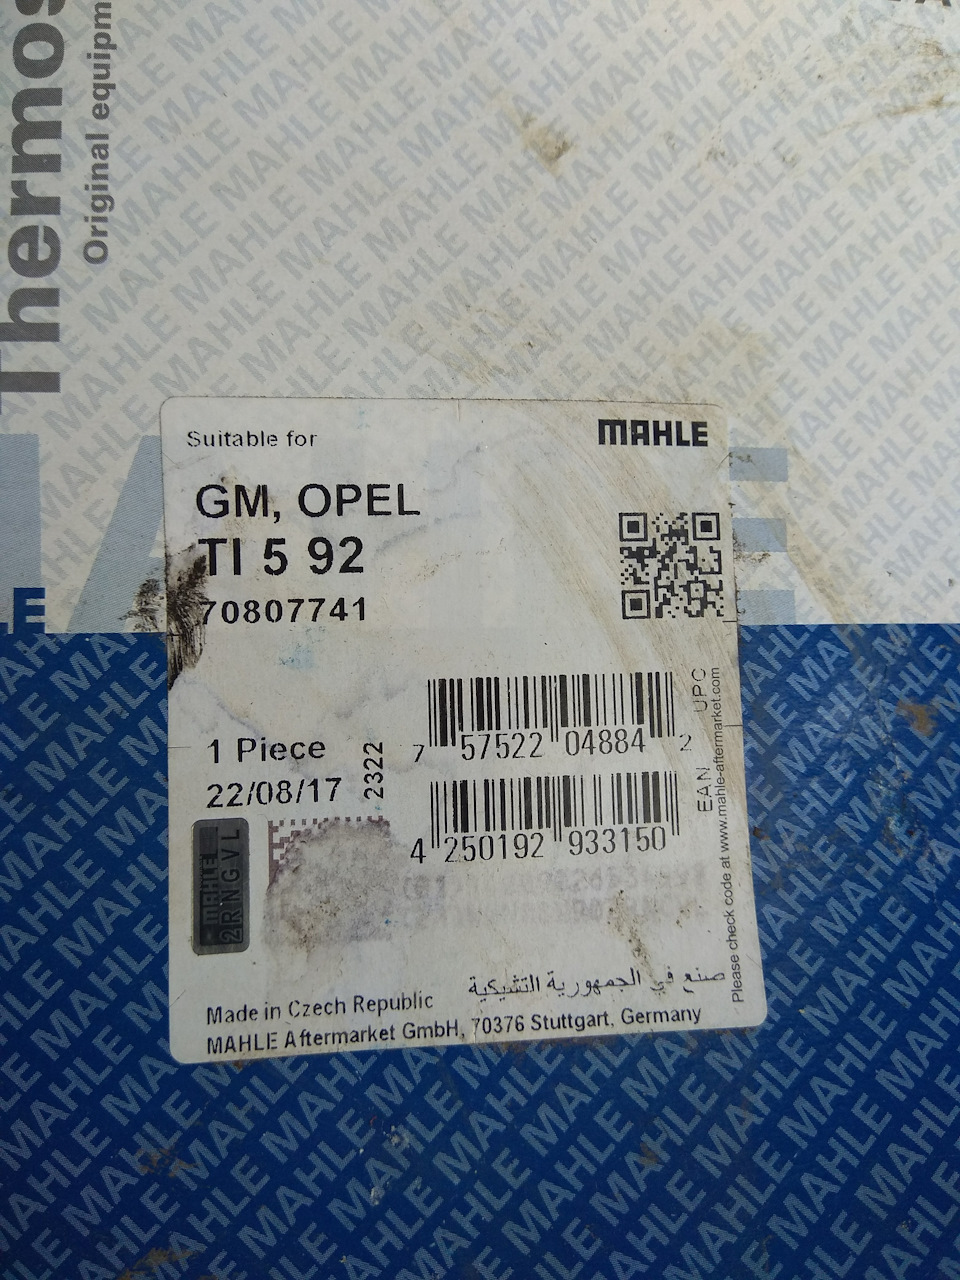 Thermos
Original equipm
Suitable for
MAHLE
GM, OPEL
TI 5 92
70807741
1 Piece
22/08/17
2322
7 57522 04884 2
UPC
4 250192 933150
EAN
MAHLE
2RNGVL
Please check code at www.mahle-aftermarket.com
صنع في الجمهورية التشيكية
Made in Czech Republic
MAHLE Aftermarket GmbH, 70376 Stuttgart, Germany